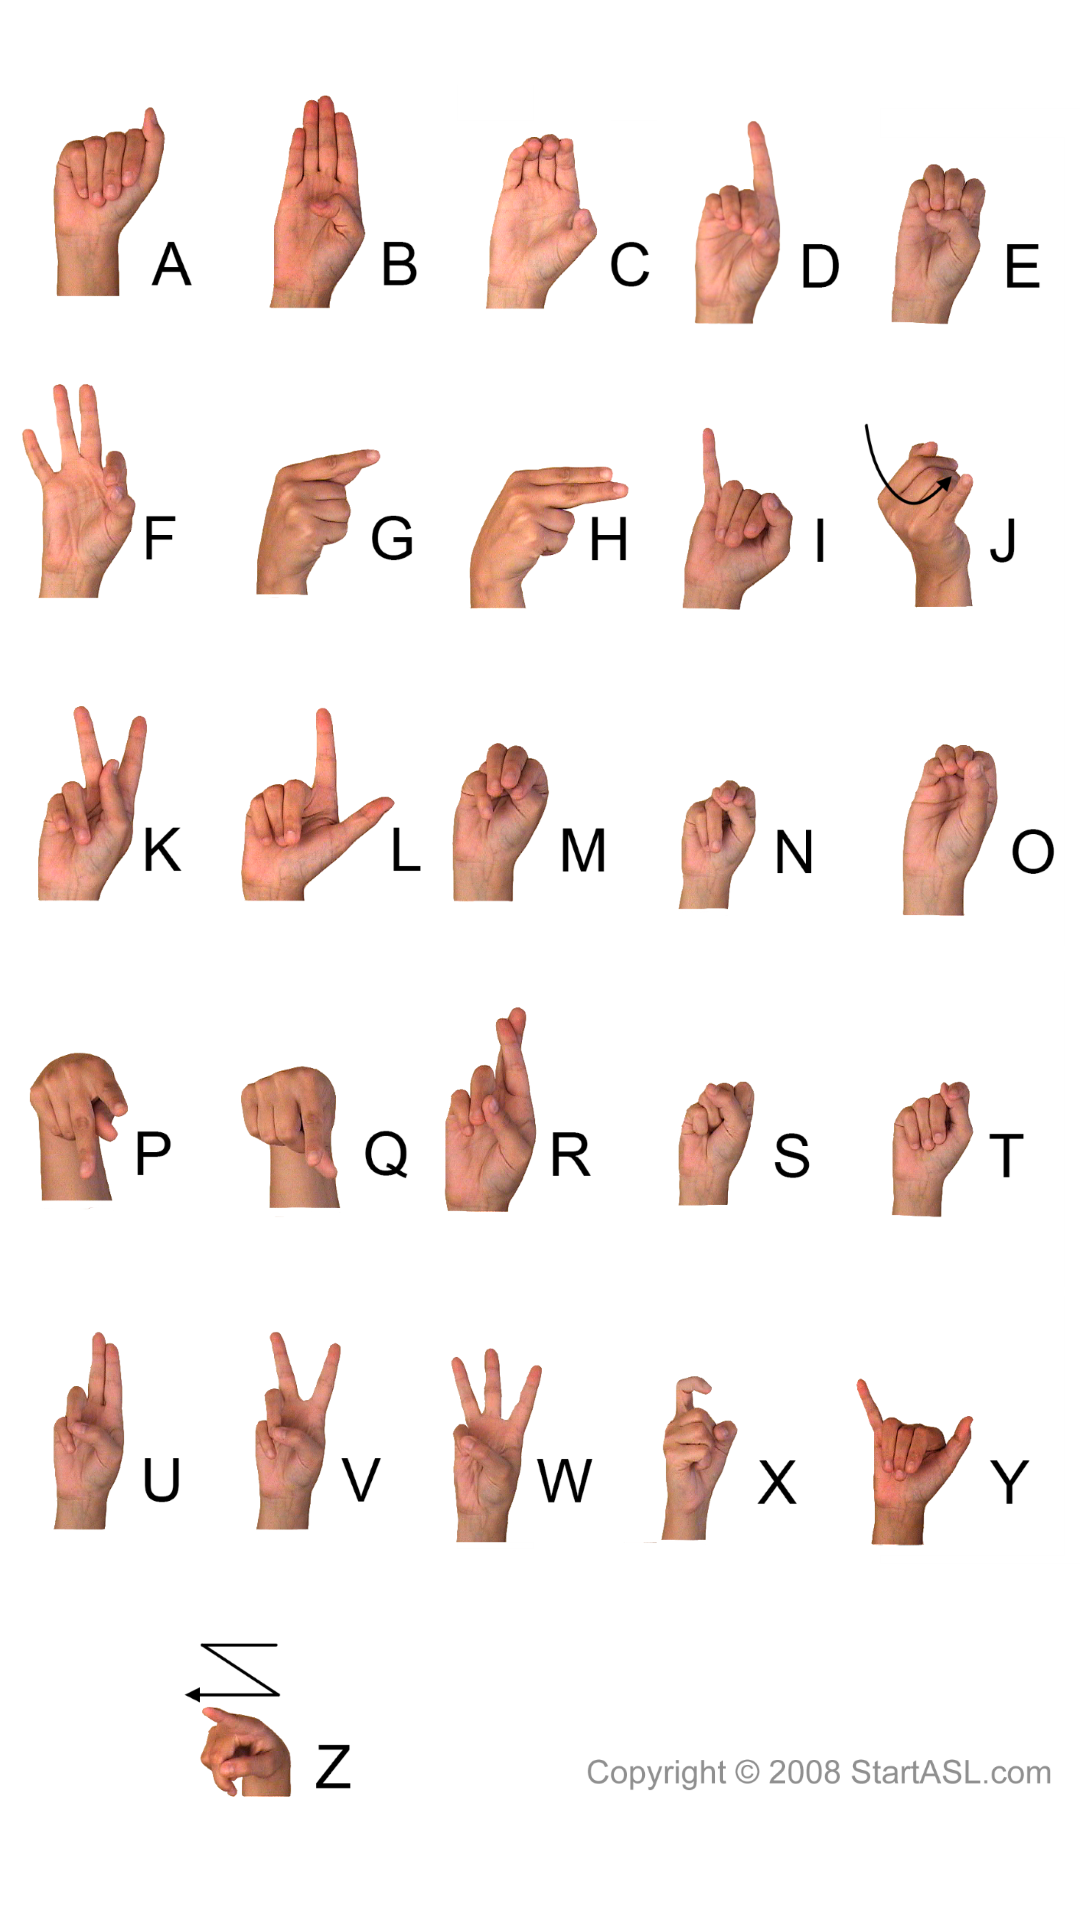 A B C D E
F G H I J
K L M N O
P Q R S T
U V W X Y
Z
Copyright © 2008 StartASL.com